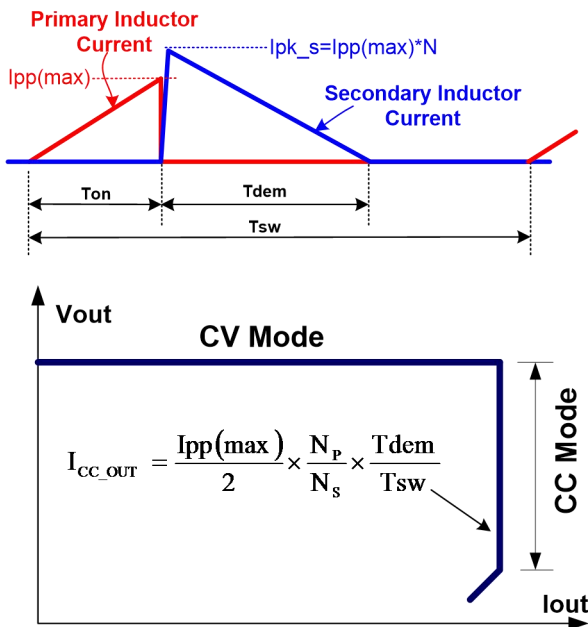 Primary Inductor
Current
Ipk_s=Ipp(max)*N
Ipp(max)
Secondary Inductor
Current
Ton
Tdem
Tsw
Vout
CV Mode
I_CC_OUT = Ipp(max)/2 × N_P/N_S × Tdem/Tsw
CC Mode
Iout